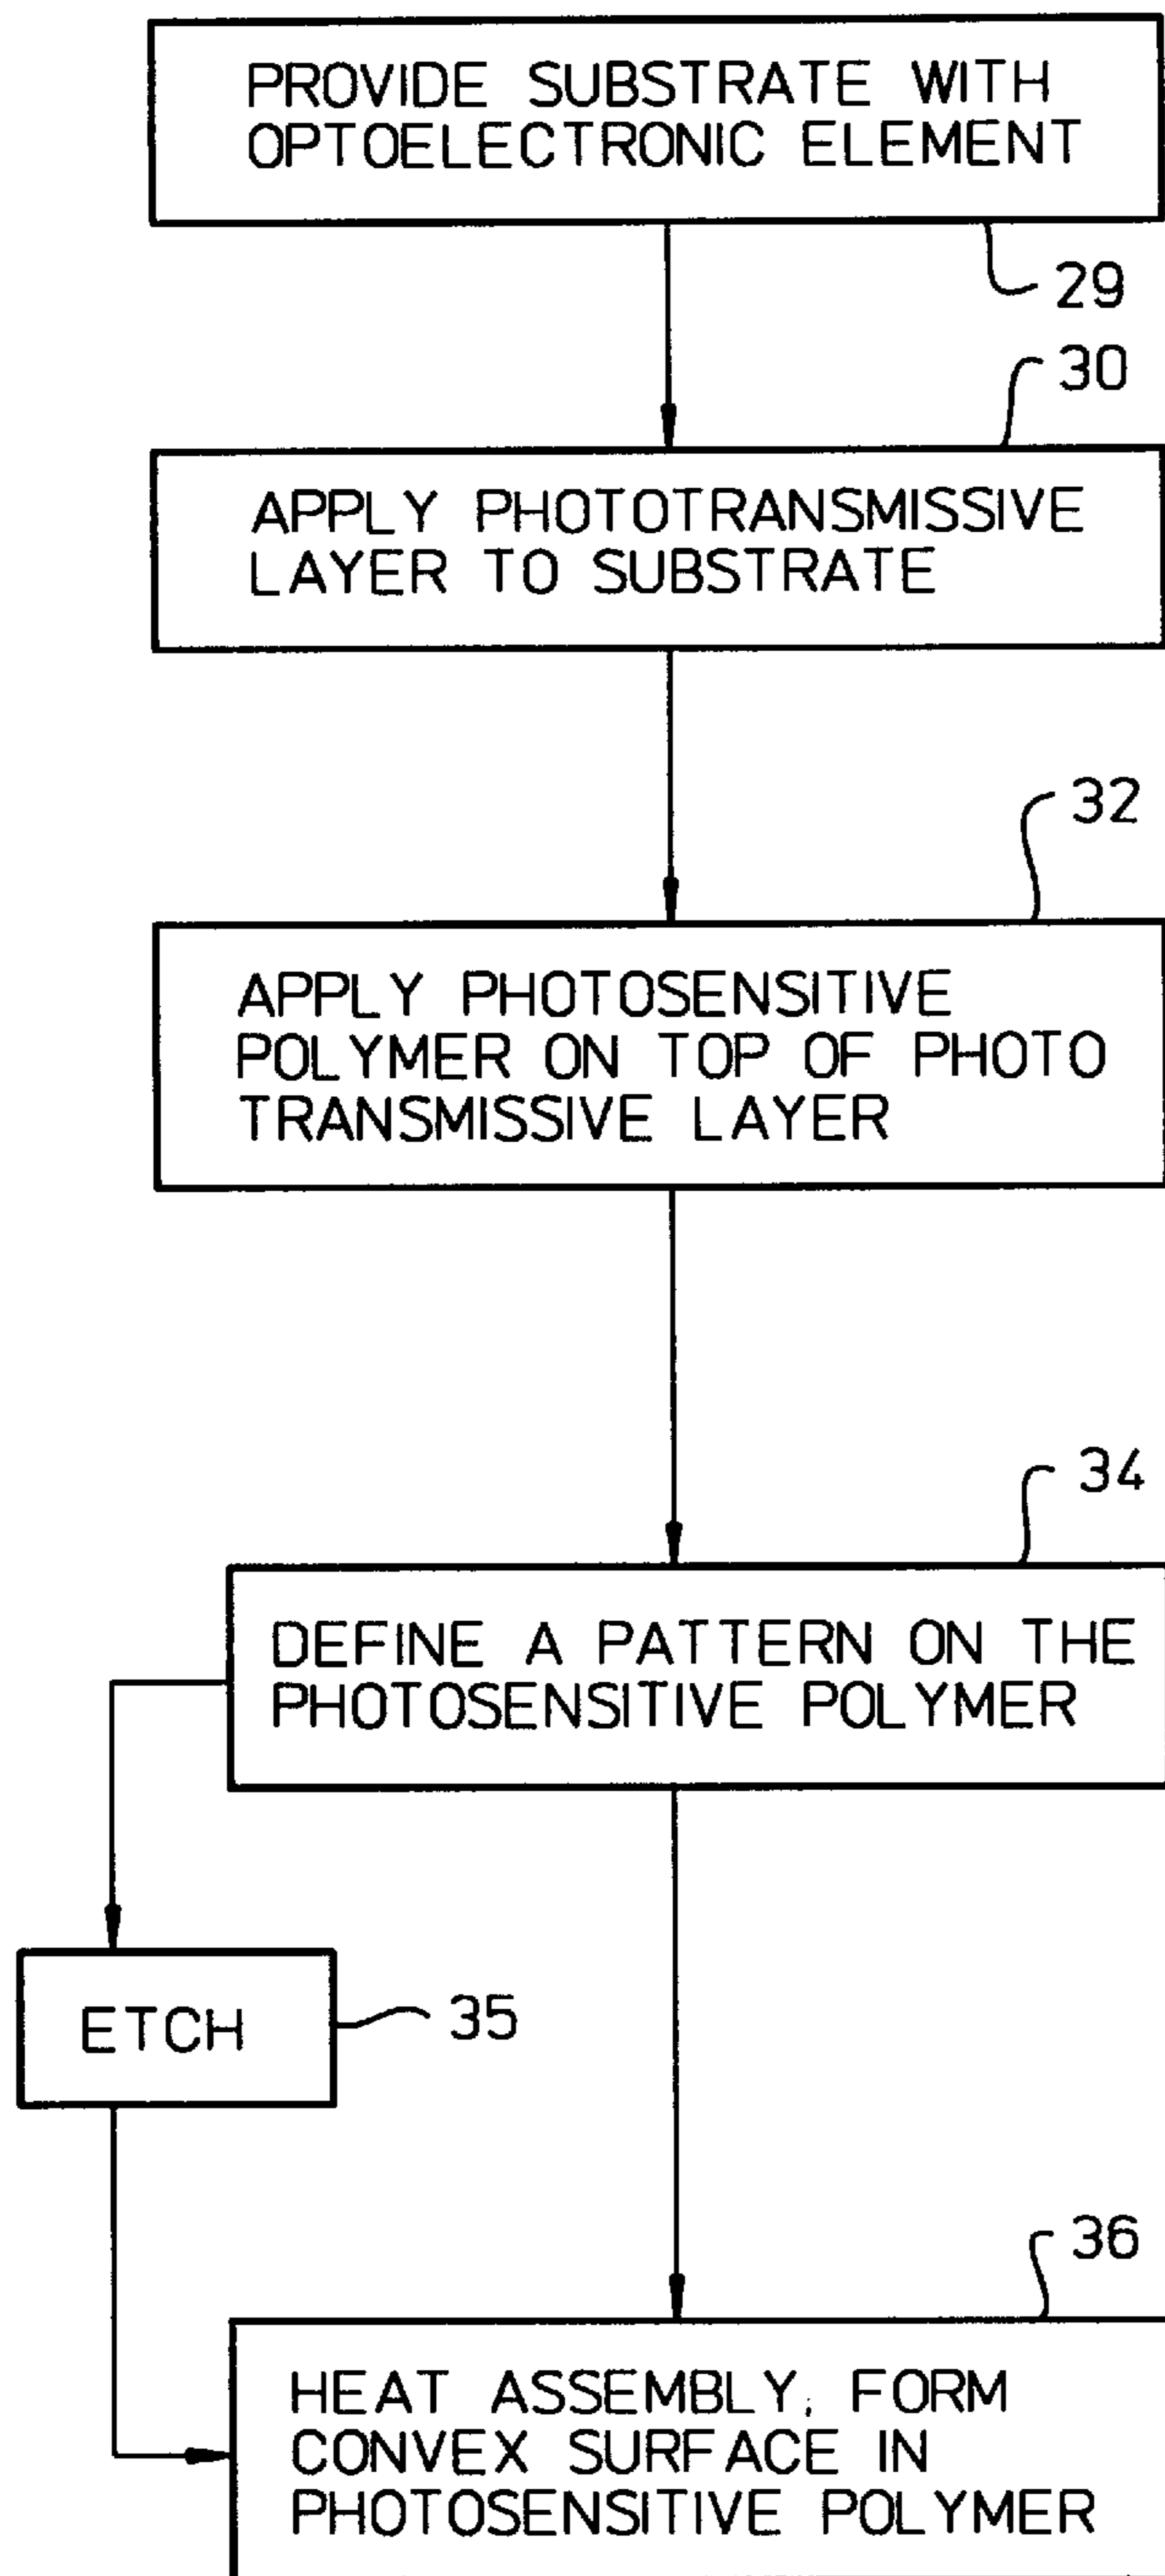 PROVIDE SUBSTRATE WITH
OPTOELECTRONIC ELEMENT
29
30
APPLY PHOTOTRANSMISSIVE
LAYER TO SUBSTRATE
32
APPLY PHOTOSENSITIVE
POLYMER ON TOP OF PHOTO
TRANSMISSIVE LAYER
34
DEFINE A PATTERN ON THE
PHOTOSENSITIVE POLYMER
ETCH
35
36
HEAT ASSEMBLY, FORM
CONVEX SURFACE IN
PHOTOSENSITIVE POLYMER